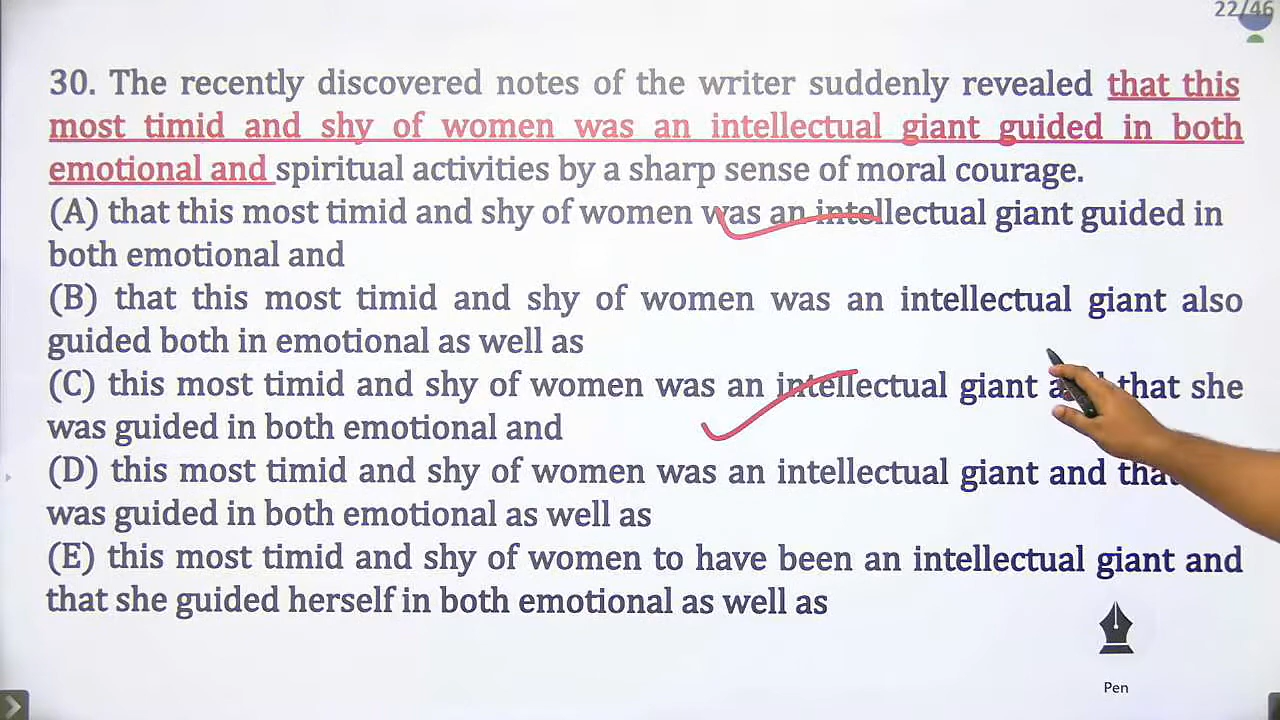 22/46
30. The recently discovered notes of the writer suddenly revealed that this
most timid and shy of women was an intellectual giant guided in both
emotional and spiritual activities by a sharp sense of moral courage.
(A) that this most timid and shy of women was an intellectual giant guided in
both emotional and
(B) that this most timid and shy of women was an intellectual giant also
guided both in emotional as well as
(C) this most timid and shy of women was an intellectual giant and that she
was guided in both emotional and
(D) this most timid and shy of women was an intellectual giant and that
was guided in both emotional as well as
(E) this most timid and shy of women to have been an intellectual giant and
that she guided herself in both emotional as well as
Pen